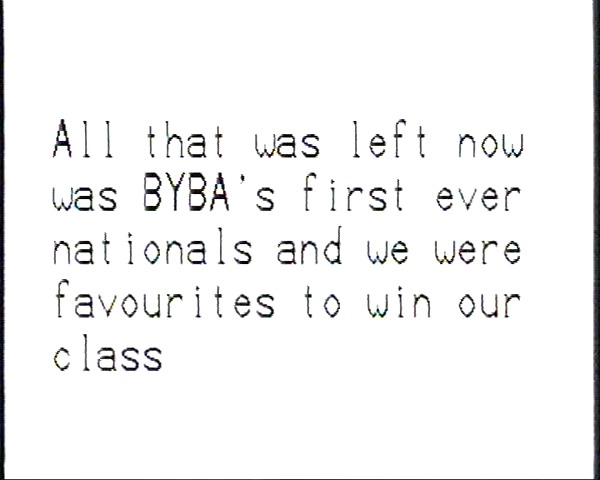 All that was left now
was BYBA's first ever
nationals and we were
favourites to win our
class